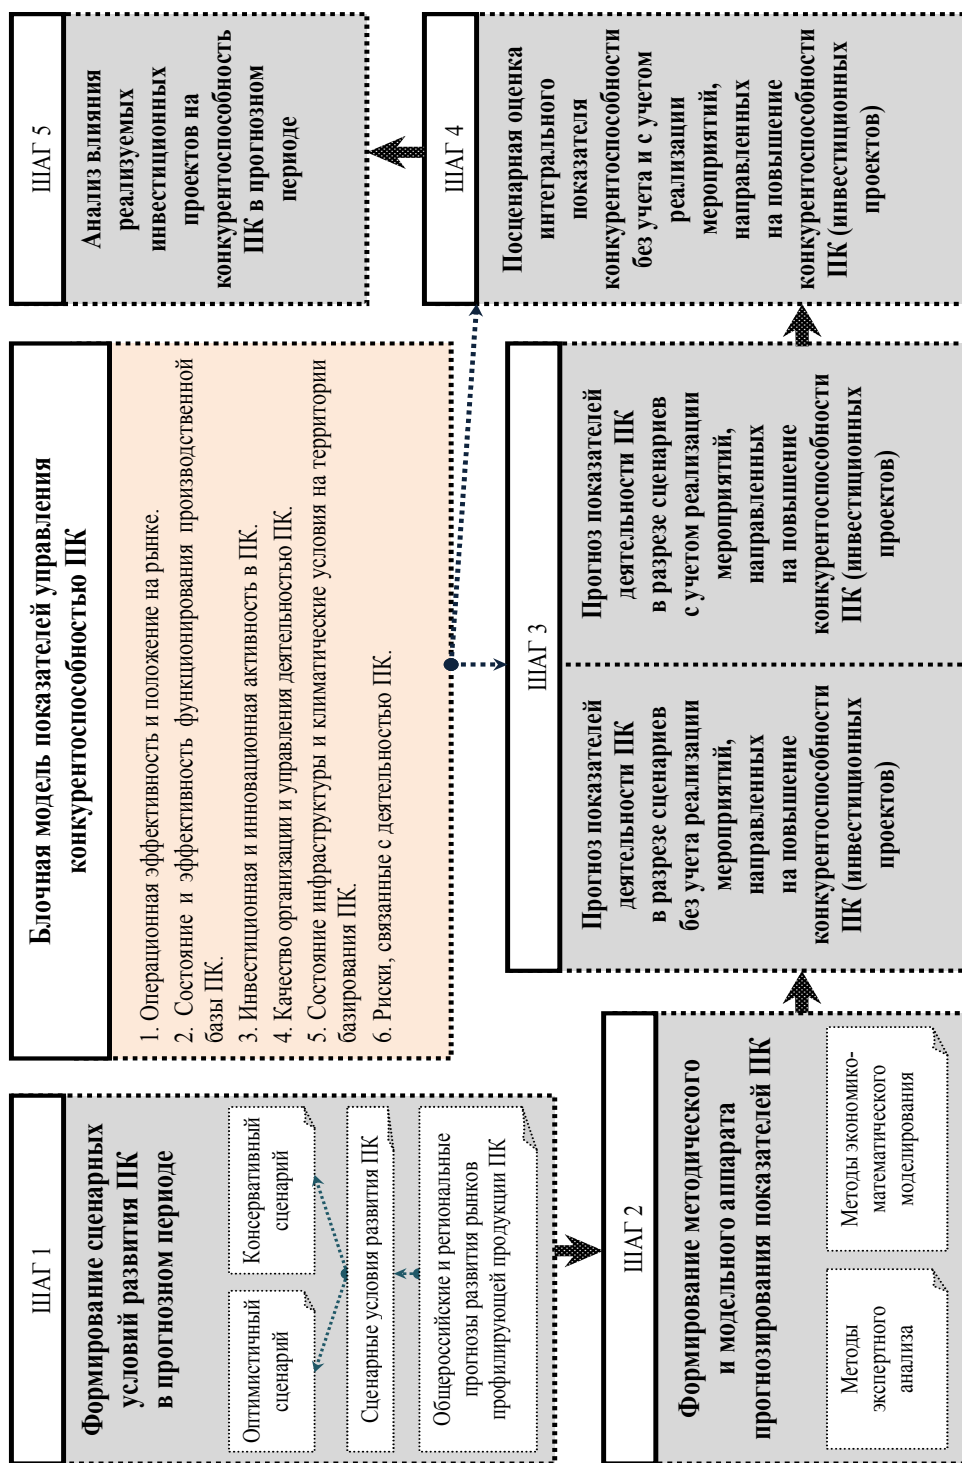 ШАГ 1
Формирование сценарных
условий развития ПК
в прогнозном периоде
Оптимистичный
сценарий
Консервативный
сценарий
Сценарные условия развития ПК
Общероссийские и региональные
прогнозы развития рынков
профилирующей продукции ПК
Блочная модель показателей управления
конкурентоспособностью ПК
1. Операционная эффективность и положение на рынке.
2. Состояние и эффективность функционирования производственной
базы ПК.
3. Инвестиционная и инновационная активность в ПК.
4. Качество организации и управления деятельностью ПК.
5. Состояние инфраструктуры и климатические условия на территории
базирования ПК.
6. Риски, связанные с деятельностью ПК.
ШАГ 5
Анализ влияния
реализуемых
инвестиционных
проектов на
конкурентоспособность
ПК в прогнозном
периоде
ШАГ 2
Формирование методического
и модельного аппарата
прогнозирования показателей ПК
Методы
экспертного
анализа
Методы экономико-
математического
моделирования
ШАГ 3
Прогноз показателей
деятельности ПК
в разрезе сценариев
без учета реализации
мероприятий,
направленных
на повышение
конкурентоспособности
ПК (инвестиционных
проектов)
Прогноз показателей
деятельности ПК
в разрезе сценариев
с учетом реализации
мероприятий,
направленных
на повышение
конкурентоспособности
ПК (инвестиционных
проектов)
ШАГ 4
Посценарная оценка
интегрального
показателя
конкурентоспособности
без учета и с учетом
реализации
мероприятий,
направленных
на повышение
конкурентоспособности
ПК (инвестиционных
проектов)